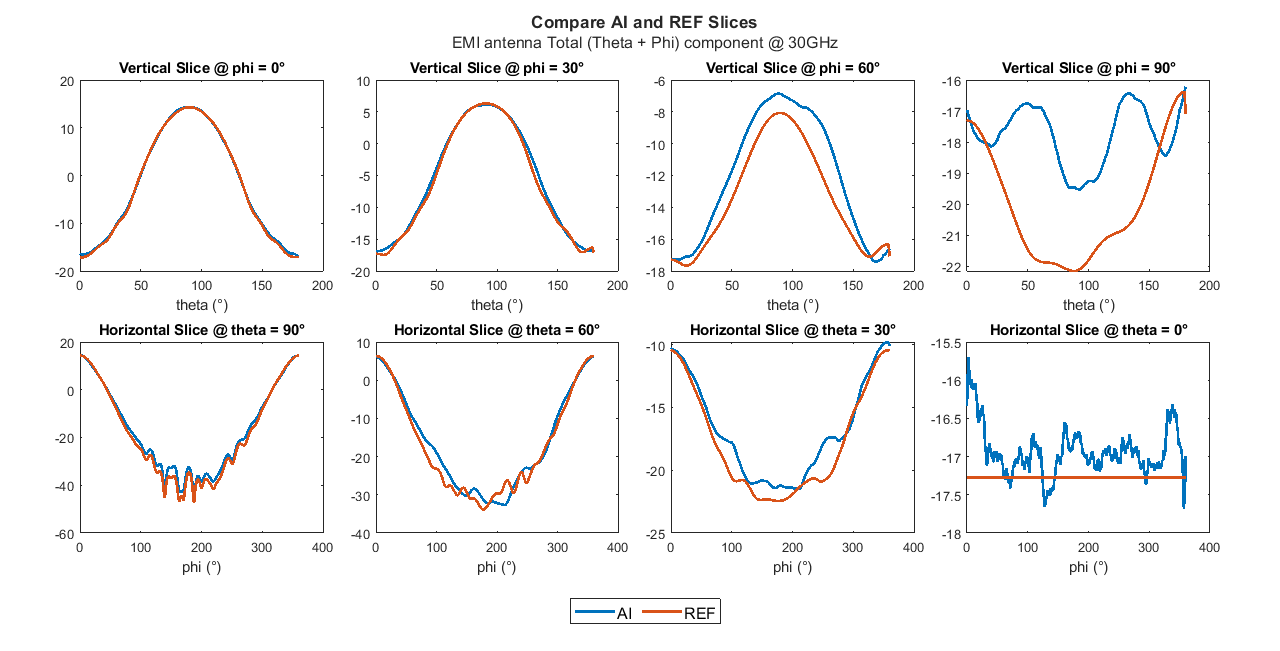 Compare AI and REF Slices
EMI antenna Total (Theta + Phi) component @ 30GHz
Vertical Slice @ phi = 0°
20
10
0
-10
-20
0 50 100 150 200
theta (°)
Vertical Slice @ phi = 30°
10
5
0
-5
-10
-15
-20
0 50 100 150 200
theta (°)
Vertical Slice @ phi = 60°
-6
-8
-10
-12
-14
-16
-18
0 50 100 150 200
theta (°)
Vertical Slice @ phi = 90°
-16
-17
-18
-19
-20
-21
-22
0 50 100 150 200
theta (°)
Horizontal Slice @ theta = 90°
20
0
-20
-40
-60
0 100 200 300 400
phi (°)
Horizontal Slice @ theta = 60°
10
0
-10
-20
-30
-40
0 100 200 300 400
phi (°)
Horizontal Slice @ theta = 30°
-10
-15
-20
-25
0 100 200 300 400
phi (°)
Horizontal Slice @ theta = 0°
-15.5
-16
-16.5
-17
-17.5
-18
0 100 200 300 400
phi (°)
AI REF